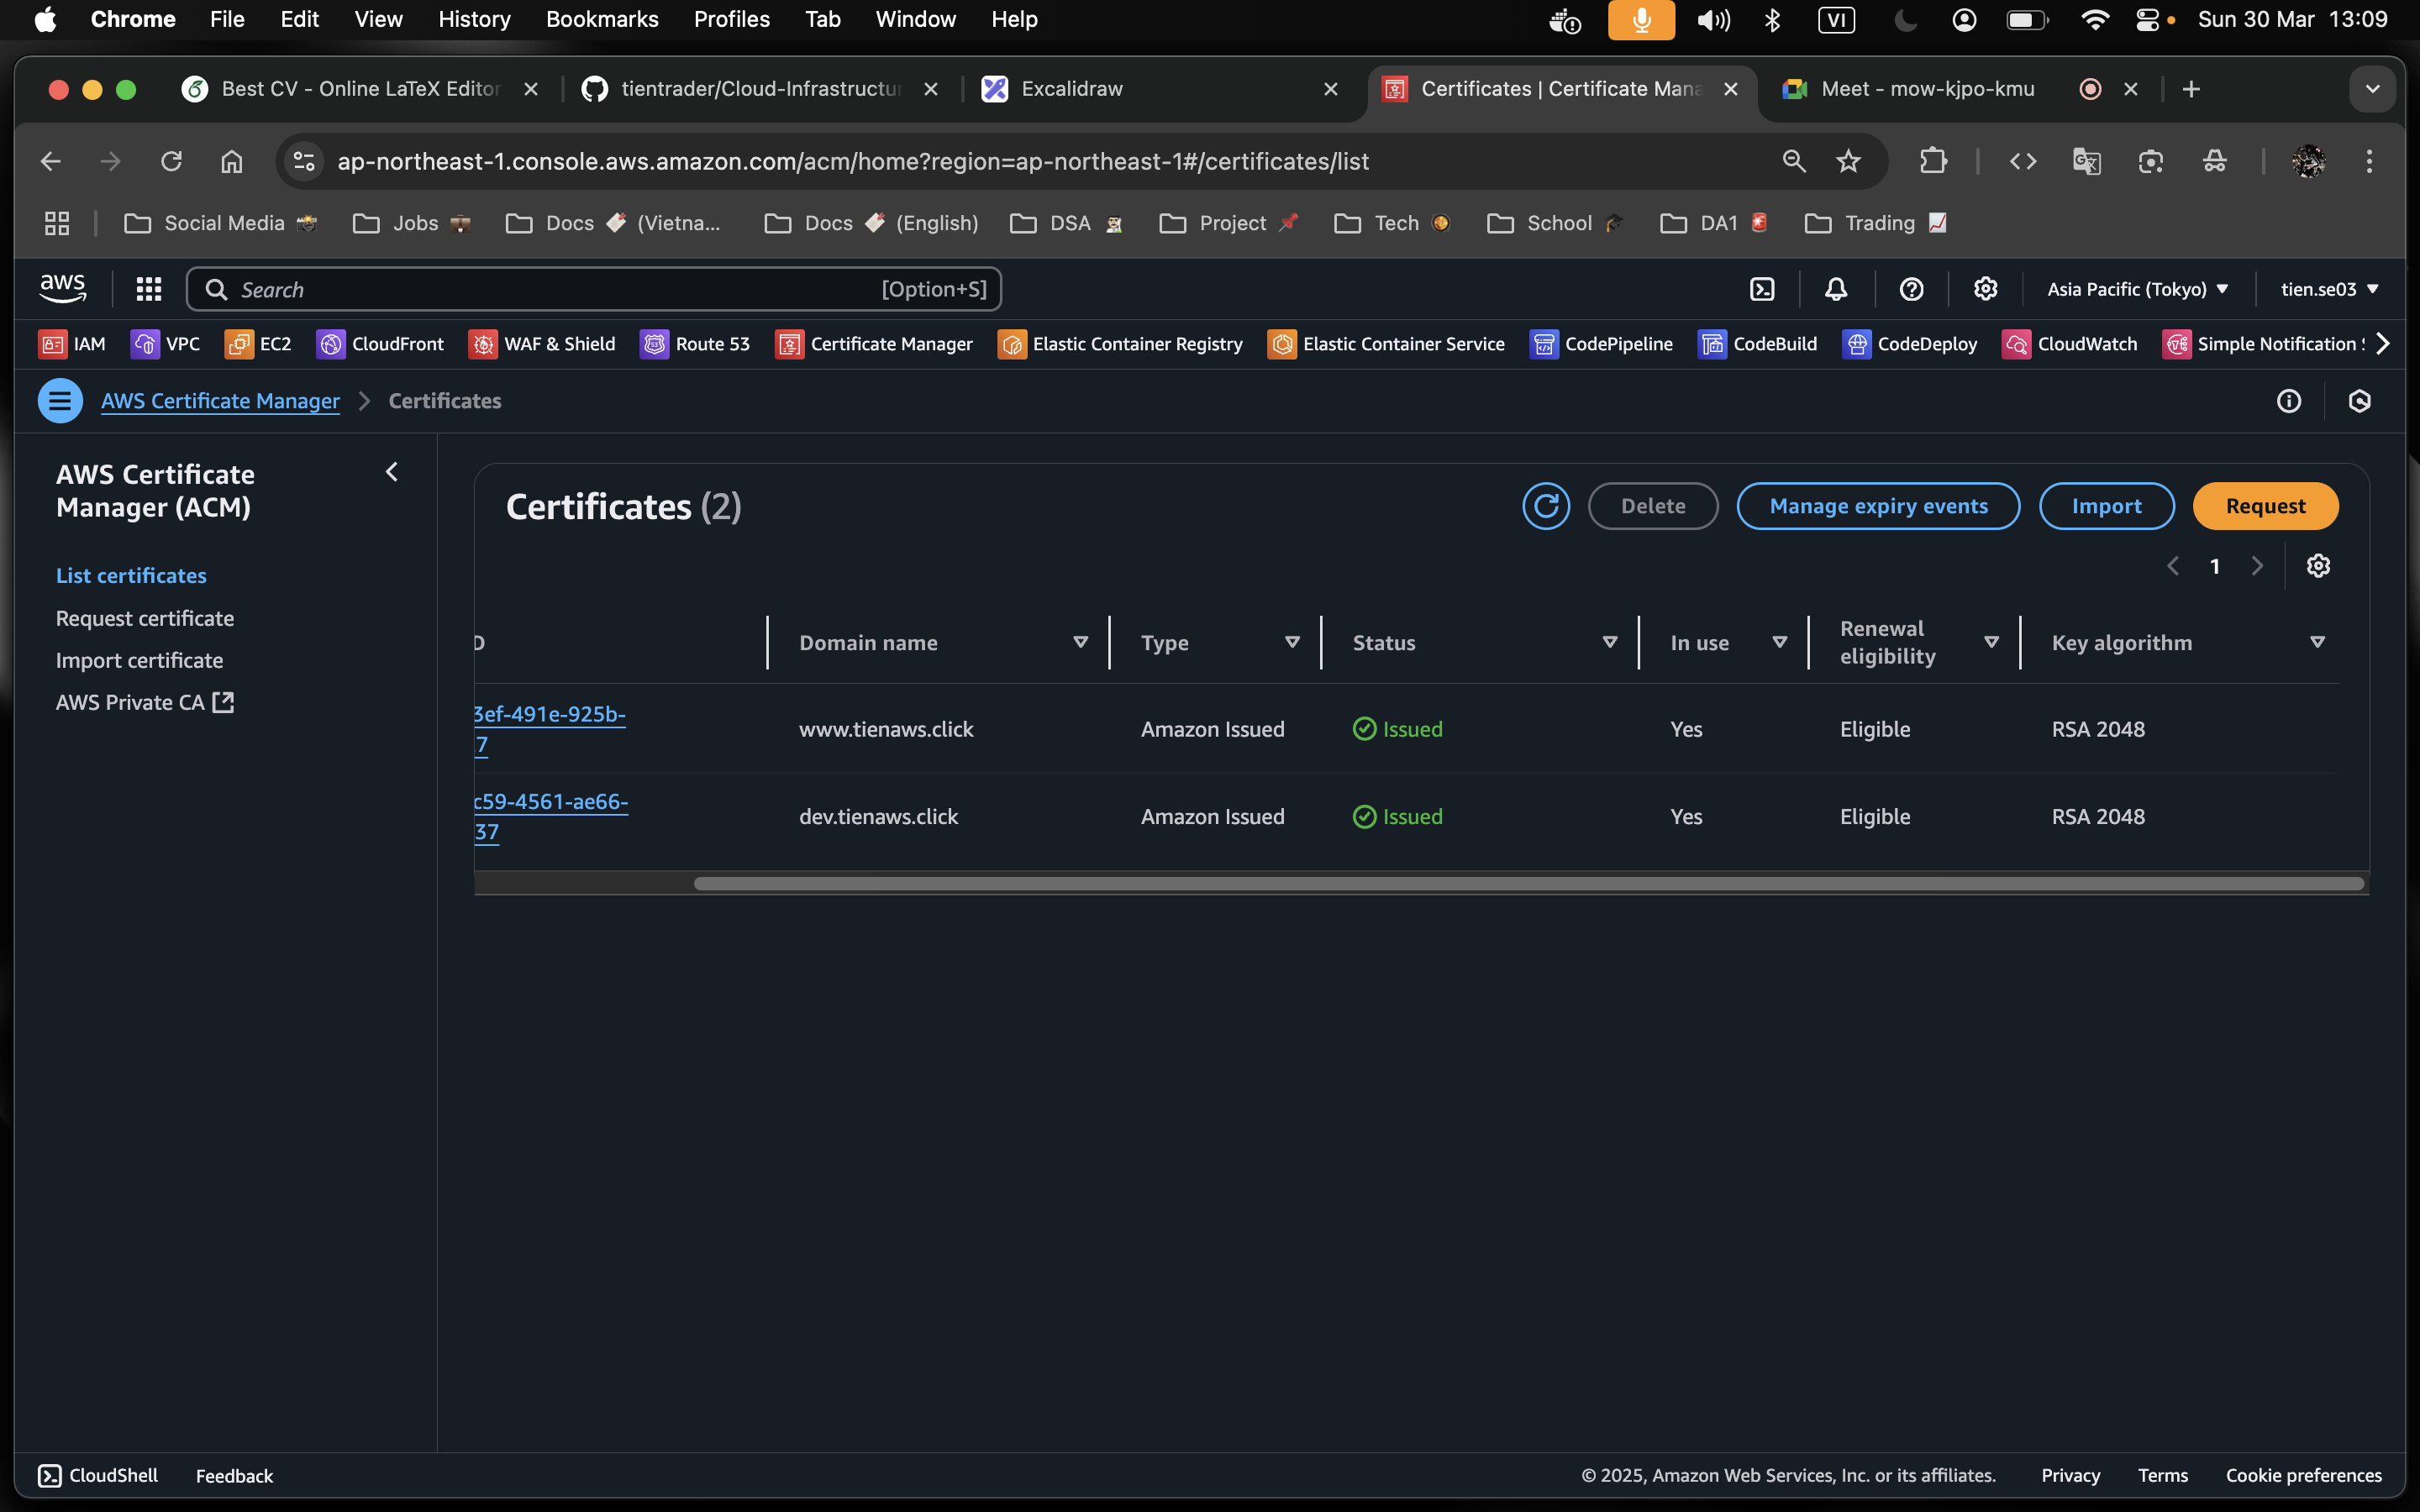 Chrome File Edit View History Bookmarks Profiles Tab Window Help VI Sun 30 Mar 13:09
Best CV - Online LaTeX Editor tientrader/Cloud-Infrastructur Excalidraw Certificates | Certificate Mana Meet - mow-kjpo-kmu
ap-northeast-1.console.aws.amazon.com/acm/home?region=ap-northeast-1#/certificates/list
Social Media Jobs Docs (Vietna... Docs (English) DSA Project Tech School DA1 Trading
aws Search [Option+S] Asia Pacific (Tokyo) tien.se03
IAM VPC EC2 CloudFront WAF & Shield Route 53 Certificate Manager Elastic Container Registry Elastic Container Service CodePipeline CodeBuild CodeDeploy CloudWatch Simple Notification
AWS Certificate Manager Certificates
AWS Certificate
Manager (ACM)
List certificates
Request certificate
Import certificate
AWS Private CA
Certificates (2) Delete Manage expiry events Import Request
1
D Domain name Type Status In use Renewal eligibility Key algorithm
3ef-491e-925b- www.tienaws.click Amazon Issued Issued Yes Eligible RSA 2048
7
c59-4561-ae66- dev.tienaws.click Amazon Issued Issued Yes Eligible RSA 2048
37
CloudShell Feedback © 2025, Amazon Web Services, Inc. or its affiliates. Privacy Terms Cookie preferences